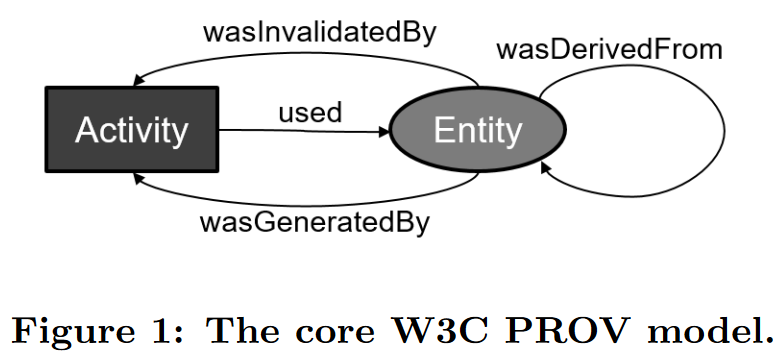 wasInvalidatedBy
wasDerivedFrom
Activity
used
Entity
wasGeneratedBy
Figure 1: The core W3C PROV model.